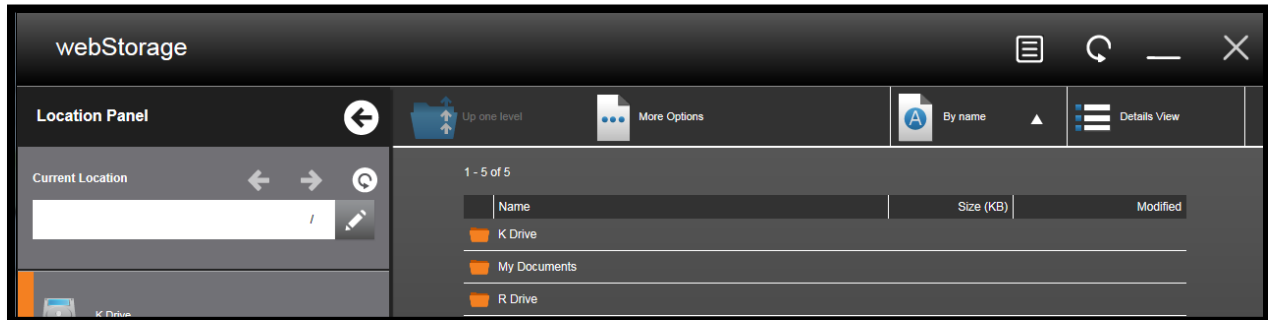 webStorage
Location Panel
Up one level
More Options
A
By name
Details View
Current Location
/
1 - 5 of 5
Name
Size (KB)
Modified
K Drive
My Documents
R Drive
K Drive